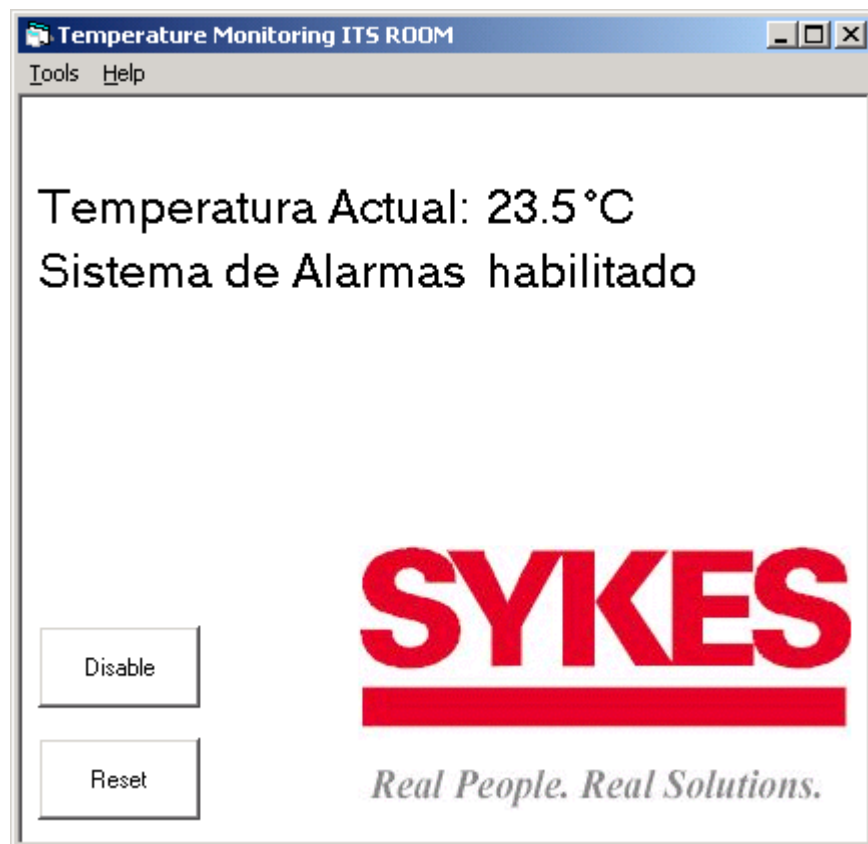 Temperature Monitoring ITS ROOM
Tools Help
Temperatura Actual: 23.5°C
Sistema de Alarmas habilitado
SYKES
Disable
Reset
Real People. Real Solutions.